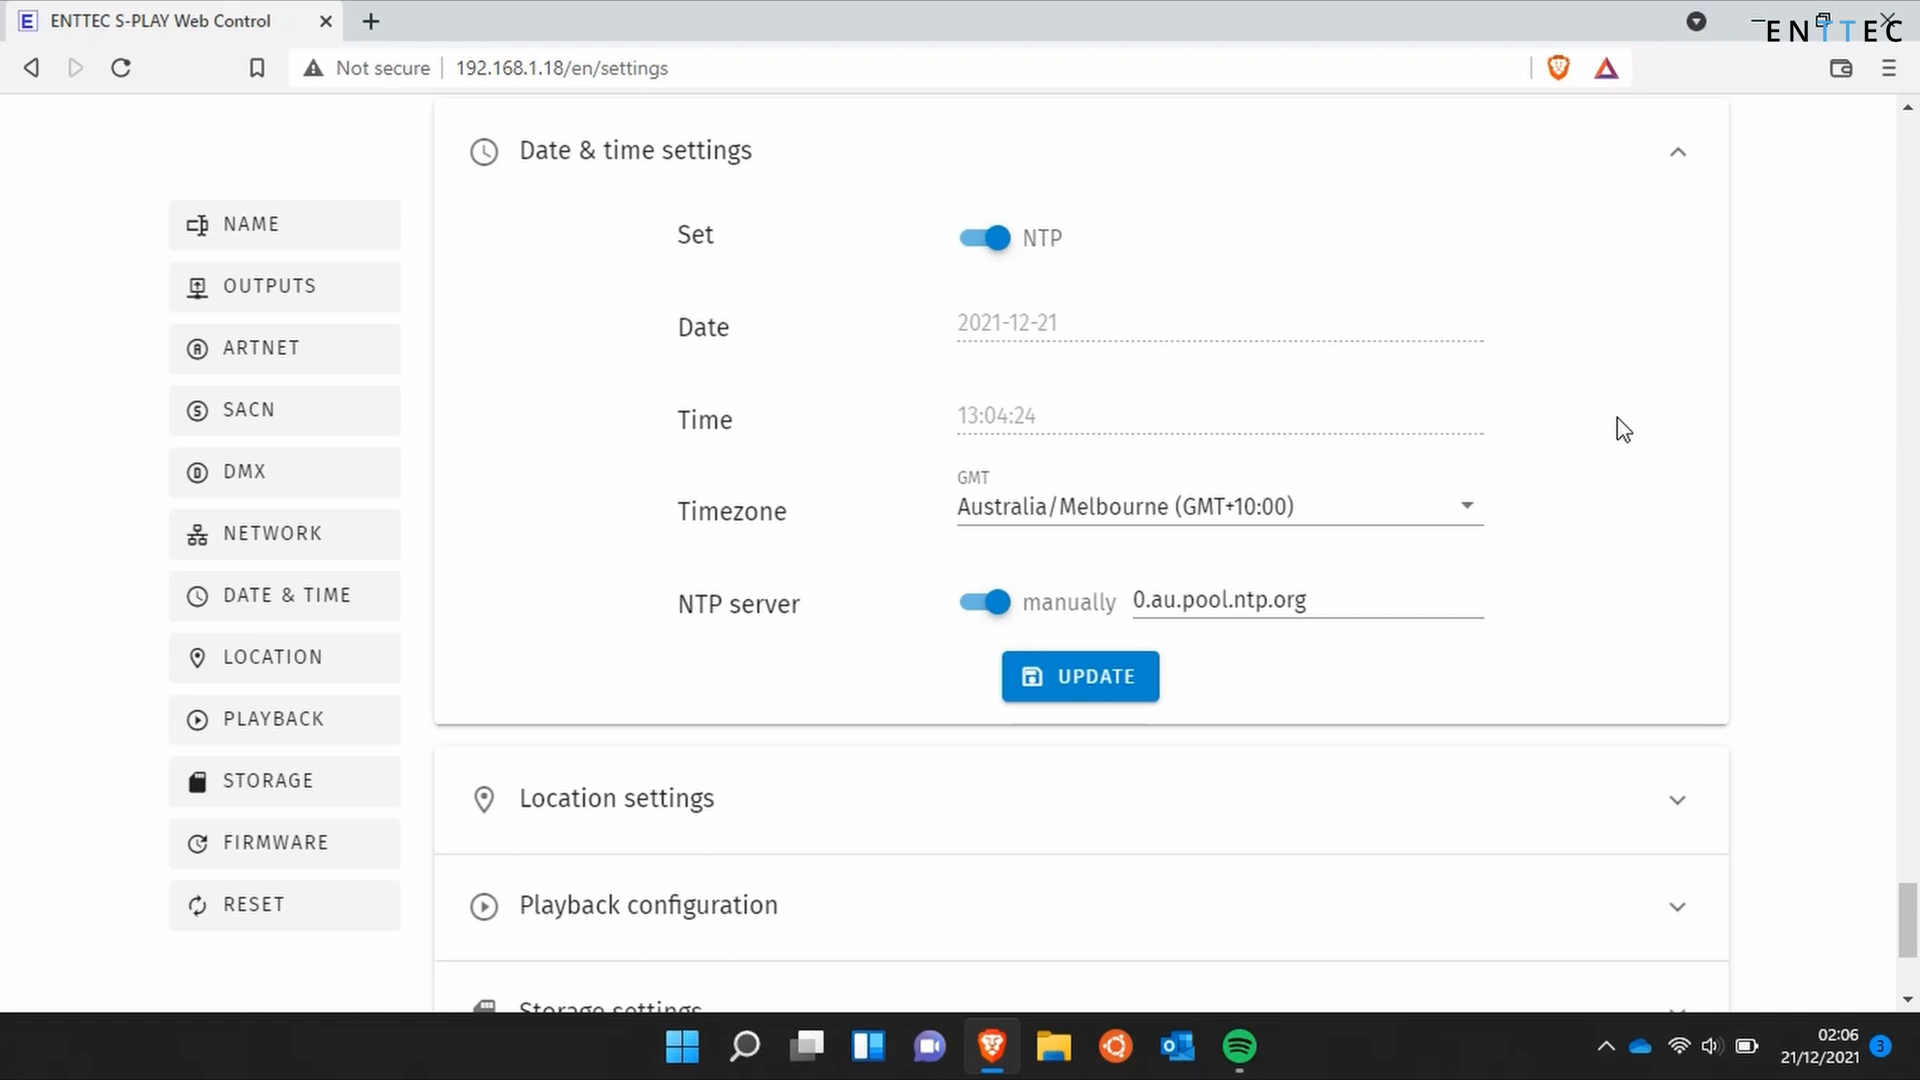 ENTTEC S-PLAY Web Control
ENTTEC
Not secure
192.168.1.18/en/settings
Date & time settings
NAME
OUTPUTS
ARTNET
SACN
DMX
NETWORK
DATE & TIME
LOCATION
PLAYBACK
STORAGE
FIRMWARE
RESET
Set
NTP
Date
2021-12-21
Time
13:04:24
Timezone
GMT
Australia/Melbourne (GMT+10:00)
NTP server
manually
0.au.pool.ntp.org
UPDATE
Location settings
Playback configuration
Storage settings
02:06
21/12/2021
3